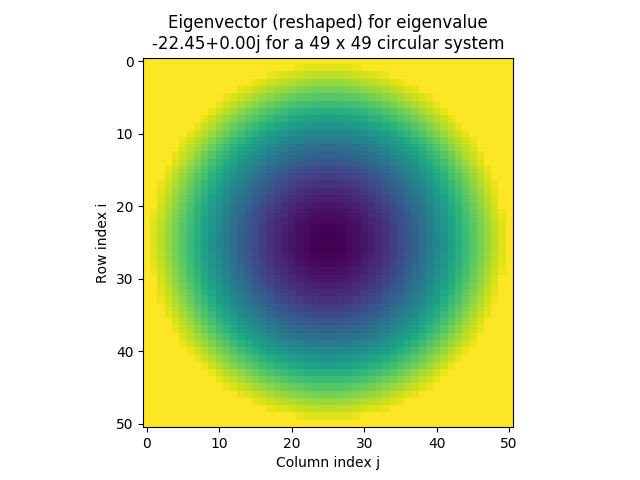 Eigenvector (reshaped) for eigenvalue
-22.45+0.00j for a 49 x 49 circular system
0
10
20
30
40
50
Row index i
0 10 20 30 40 50
Column index j